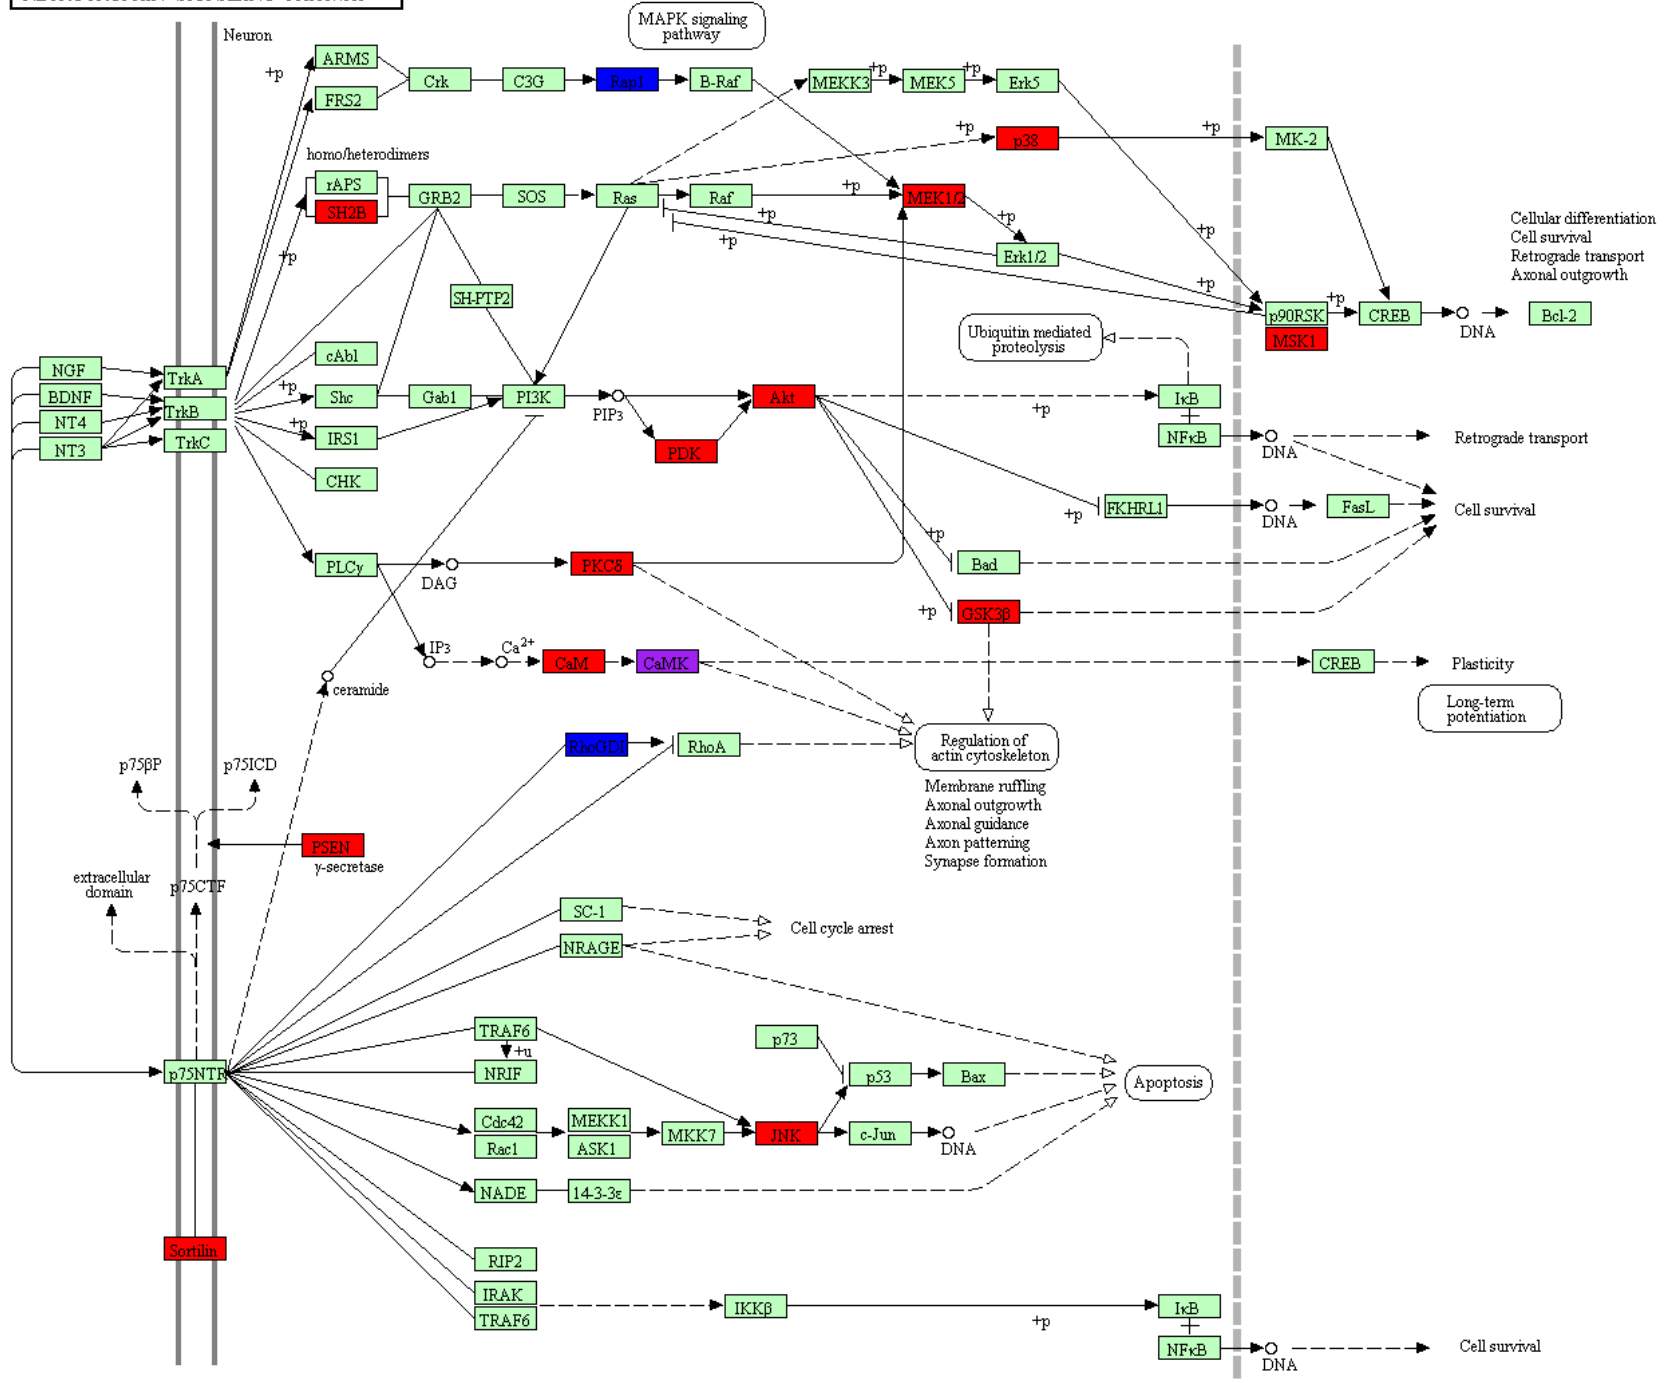 Neuron
MAPK signaling
pathway
+p
ARMS
FRS2
Crk
C3G
Rap1
B-Raf
MEKK3
+p
MEK5
+p
Erk5
+p
p38
+p
MK-2
homo/heterodimers
rAPS
SH2B
GRB2
SOS
Ras
Raf
+p
MEK1/2
+p
+p
+p
+p
Erk1/2
+p
+p
SH-PTP2
Cellular differentiation
Cell survival
Retrograde transport
Axonal outgrowth
p90RSK
MSK1
+p
CREB
DNA
Bcl-2
Ubiquitin mediated
proteolysis
NGF
BDNF
NT4
NT3
TrkA
TrkB
TrkC
cAbl
+p
Shc
Gab1
PI3K
PIP3
Akt
+p
IκB
+p
IRS1
PDK
NFκB
DNA
Retrograde transport
CHK
FKHRL1
+p
DNA
FasL
Cell survival
+p
PLCγ
DAG
PKCδ
Bad
+p
GSK3β
IP3
Ca2+
CaM
CaMK
CREB
Plasticity
ceramide
Long-term
potentiation
RhoGDI
RhoA
Regulation of
actin cytoskeleton
p75βP
p75ICD
Membrane ruffling
Axonal outgrowth
Axonal guidance
Axon patterning
Synapse formation
PSEN
γ-secretase
extracellular
domain
p75CTF
SC-1
NRAGE
Cell cycle arrest
TRAF6
+u
NRIF
p75NTR
p73
p53
Bax
Apoptosis
Cdc42
Rac1
MEKK1
ASK1
MKK7
JNK
c-Jun
DNA
NADE
14-3-3ε
Sortilin
RIP2
IRAK
TRAF6
IKKβ
+p
IκB
NFκB
DNA
Cell survival